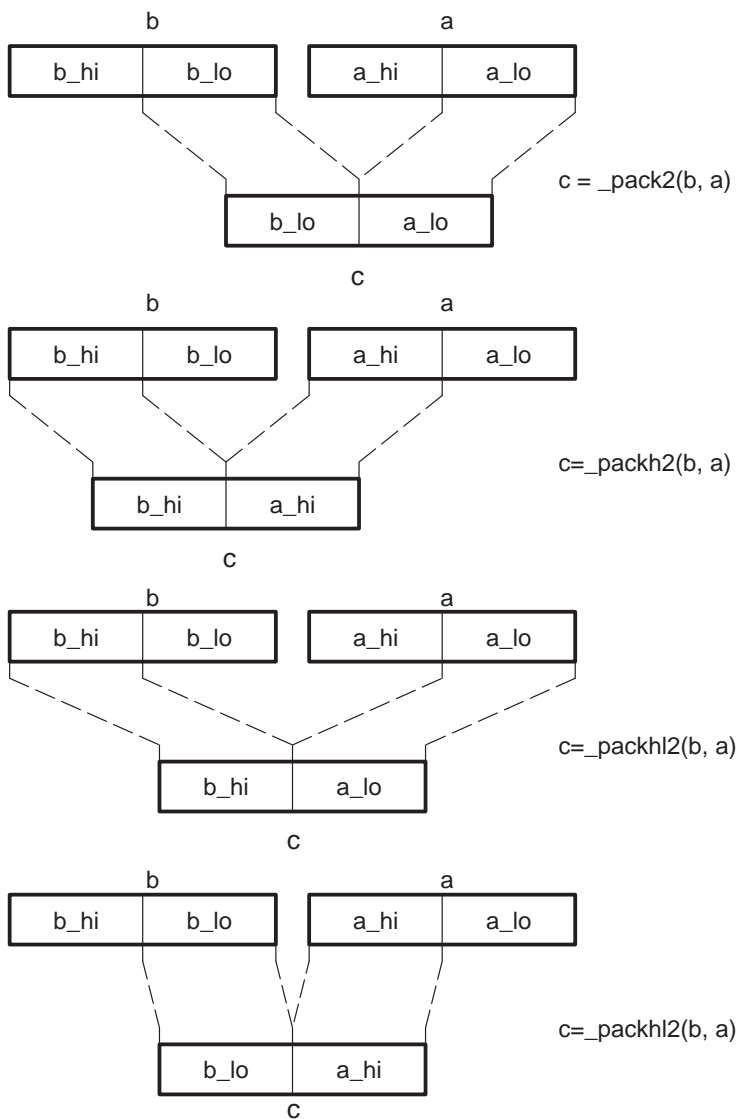 b a
b_hi b_lo a_hi a_lo
c = _pack2(b, a)
b_lo a_lo
c
b a
b_hi b_lo a_hi a_lo
c=_packh2(b, a)
b_hi a_hi
c
b a
b_hi b_lo a_hi a_lo
c=_packhl2(b, a)
b_hi a_lo
c
b a
b_hi b_lo a_hi a_lo
c=_packhl2(b, a)
b_lo a_hi
c